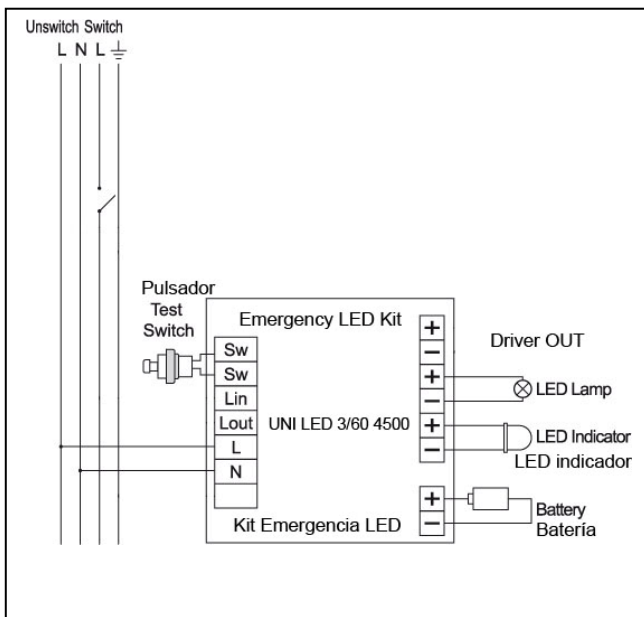 Unswitch Switch
L N L
Pulsador
Test
Switch
Emergency LED Kit
Sw
Sw
Lin
Lout
L
N
UNI LED 3/60 4500
Kit Emergencia LED
+
−
+
−
+
−
+
−
Driver OUT
LED Lamp
LED Indicator
LED indicador
Battery
Batería